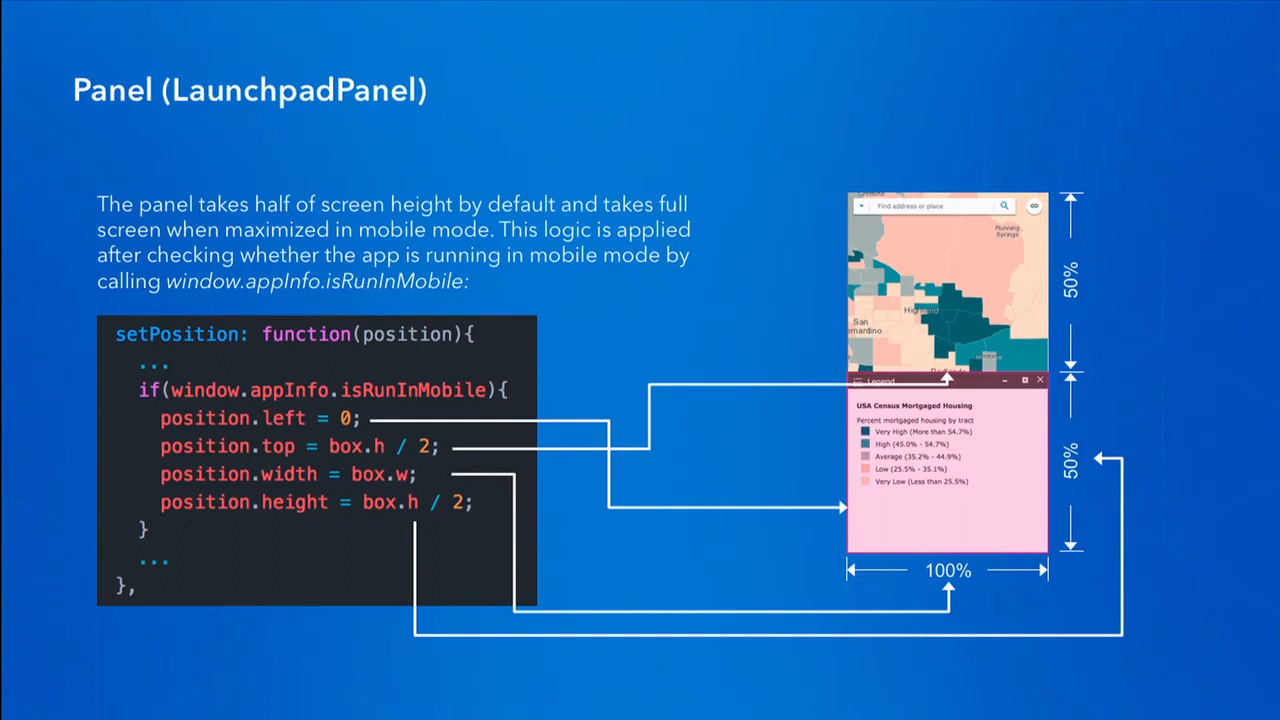 Panel (LaunchpadPanel)
The panel takes half of screen height by default and takes full
screen when maximized in mobile mode. This logic is applied
after checking whether the app is running in mobile mode by
calling window.appInfo.isRunInMobile:
setPosition: function(position){
...
if(window.appInfo.isRunInMobile){
position.left = 0;
position.top = box.h / 2;
position.width = box.w;
position.height = box.h / 2;
}
...
},
Find address or place
Running
Springs
Highland
San
ernardino
Mentone
Legend
USA Census Mortgaged Housing
Percent mortgaged housing by tract
Very High (More than 54.7%)
High (45.0% - 54.7%)
Average (35.2% - 44.9%)
Low (25.5% - 35.1%)
Very Low (Less than 25.5%)
50%
50%
100%